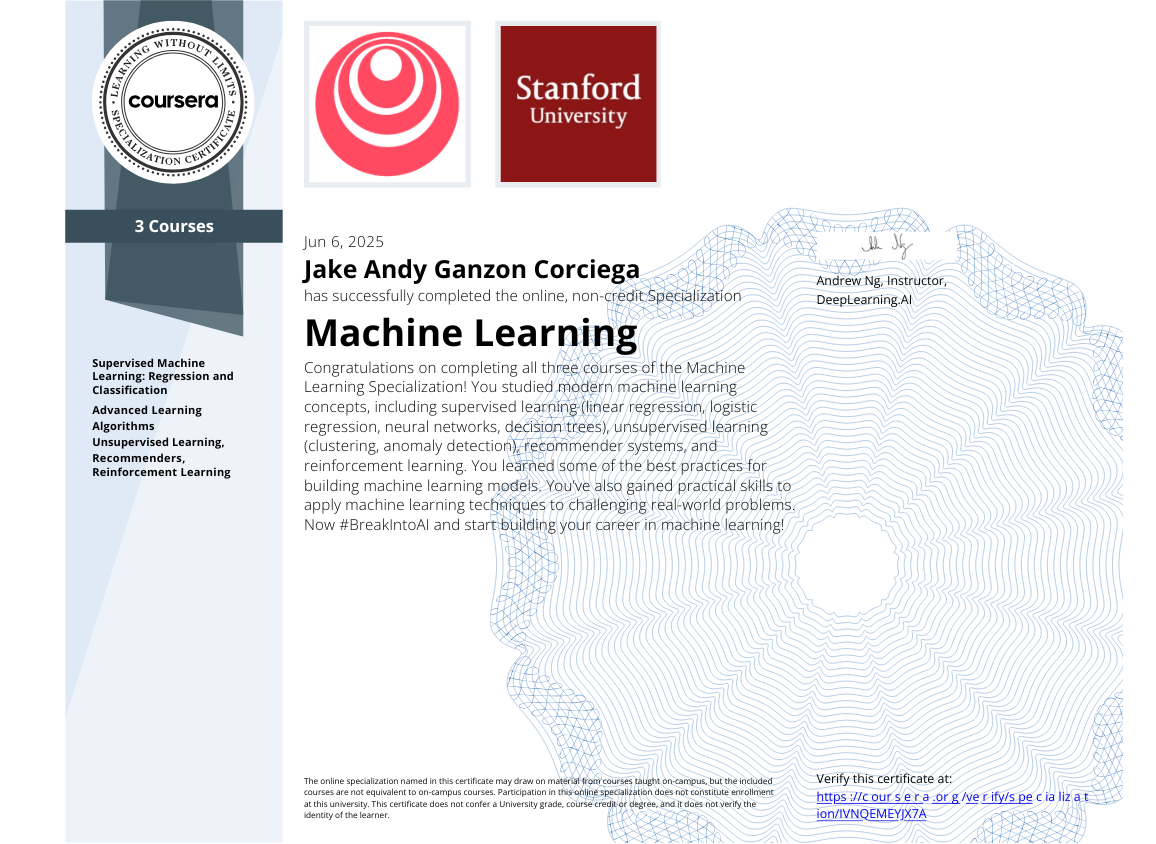 LEARNING WITHOUT LIMITS
coursera
SPECIALIZATION CERTIFICATE
3 Courses
Supervised Machine
Learning: Regression and
Classification
Advanced Learning
Algorithms
Unsupervised Learning,
Recommenders,
Reinforcement Learning
Stanford
University
Jun 6, 2025
Jake Andy Ganzon Corciega
has successfully completed the online, non-credit Specialization
Machine Learning
Congratulations on completing all three courses of the Machine
Learning Specialization! You studied modern machine learning
concepts, including supervised learning (linear regression, logistic
regression, neural networks, decision trees), unsupervised learning
(clustering, anomaly detection), recommender systems, and
reinforcement learning. You learned some of the best practices for
building machine learning models. You've also gained practical skills to
apply machine learning techniques to challenging real-world problems.
Now #BreakIntoAI and start building your career in machine learning!
Andrew Ng, Instructor,
DeepLearning.AI
The online specialization named in this certificate may draw on material from courses taught on-campus, but the included
courses are not equivalent to on-campus courses. Participation in this online specialization does not constitute enrollment
at this university. This certificate does not confer a University grade, course credit or degree, and it does not verify the
identity of the learner.
Verify this certificate at:
https://coursera.org/verify/specializat
ion/IVNQEMEYJX7A